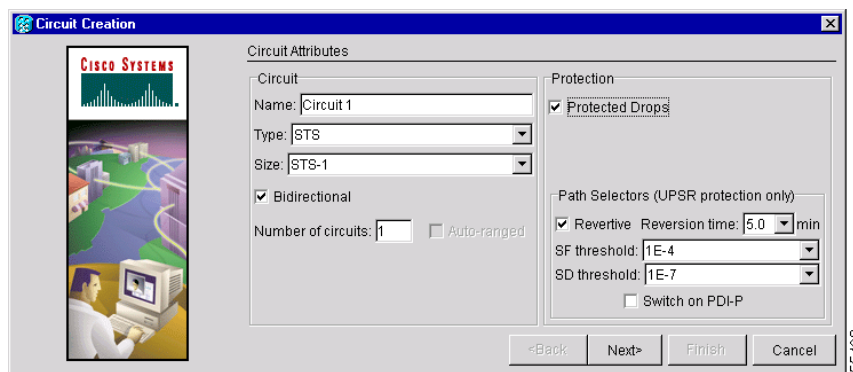 Circuit Creation
CISCO SYSTEMS
Circuit Attributes
Circuit
Name: Circuit 1
Type: STS
Size: STS-1
Bidirectional
Number of circuits: 1 Auto-ranged
Protection
Protected Drops
Path Selectors (UPSR protection only)
Revertive Reversion time: 5.0 min
SF threshold: 1E-4
SD threshold: 1E-7
Switch on PDI-P
<Back Next> Finish Cancel